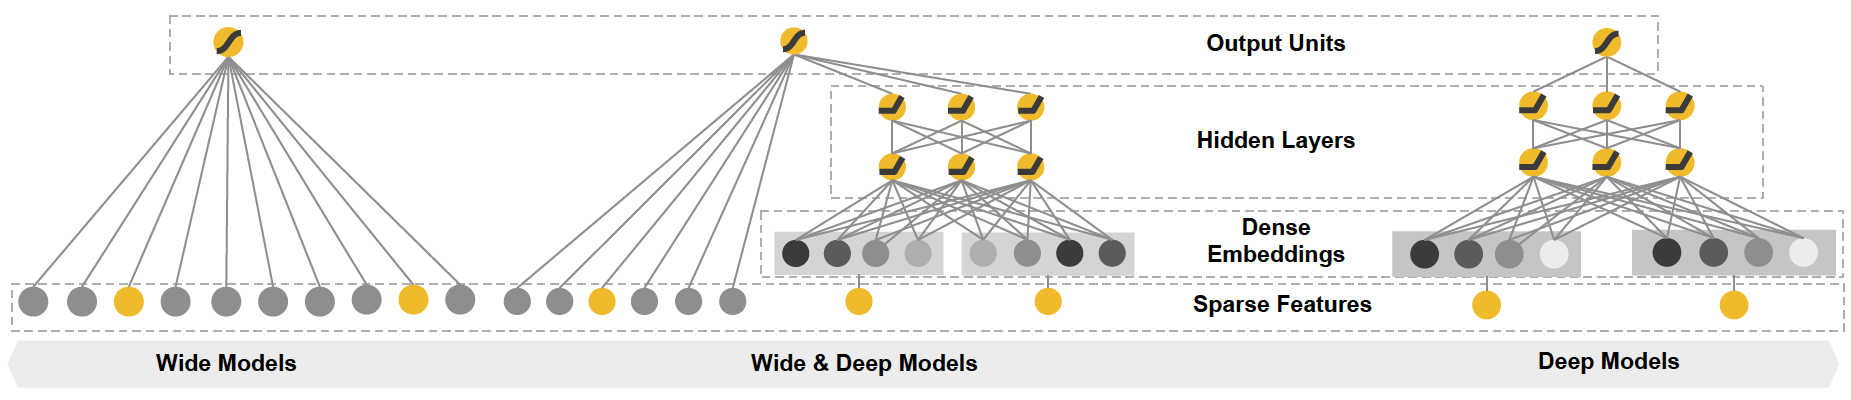 Output Units
Hidden Layers
Dense
Embeddings
Sparse Features
Wide Models
Wide & Deep Models
Deep Models